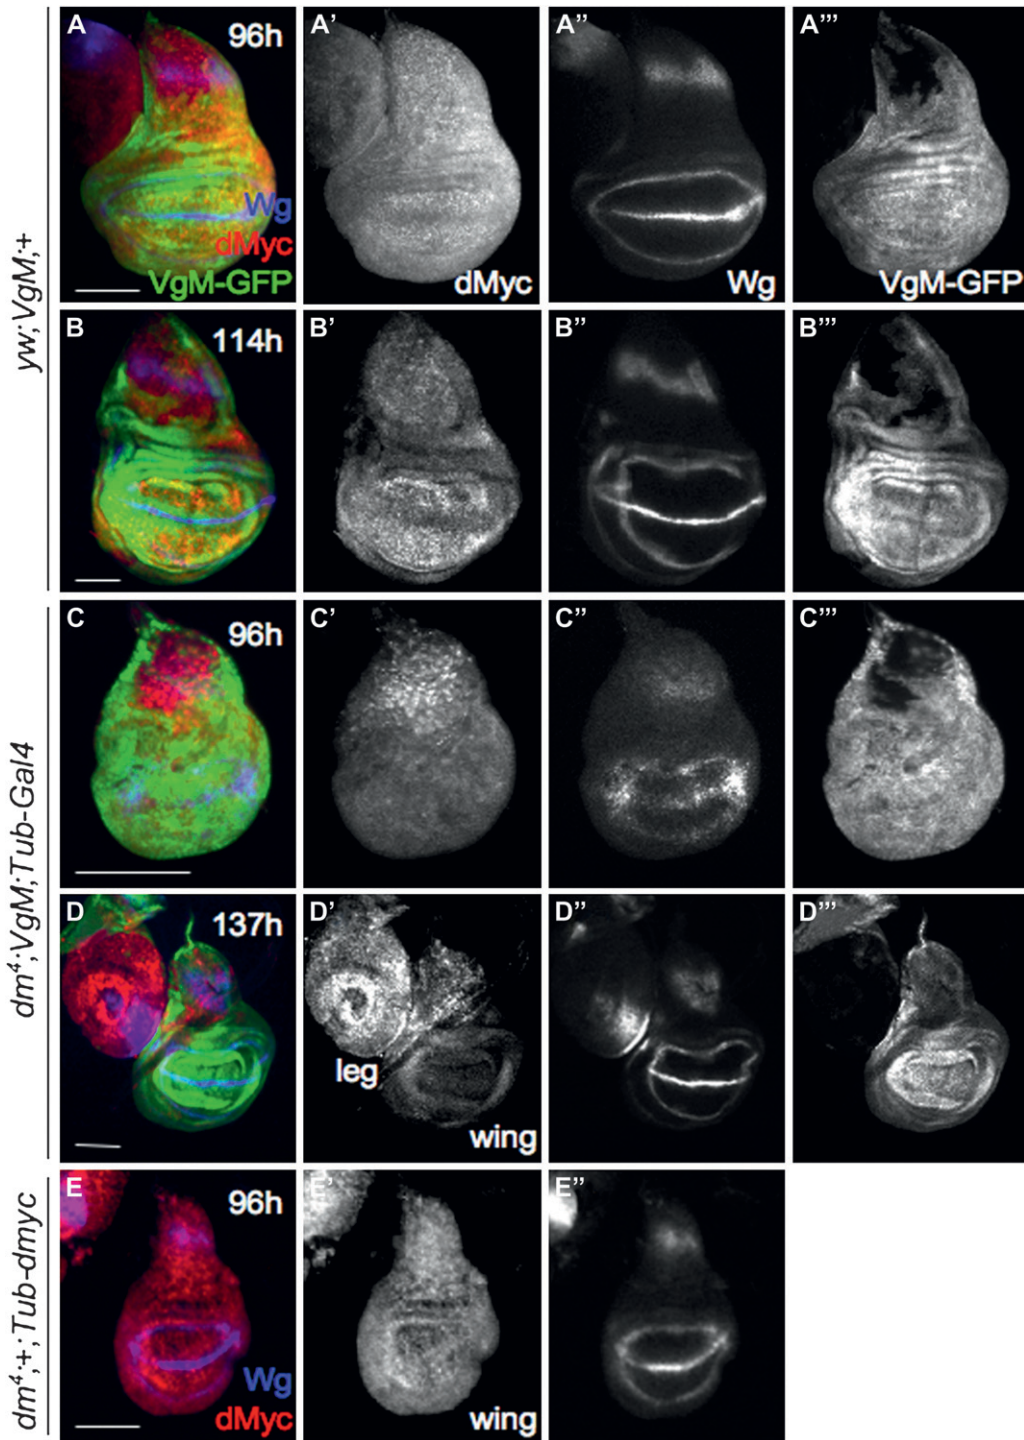 yw;VgM;+
A
96h
Wg
dMyc
VgM-GFP
A'
dMyc
A''
Wg
A'''
VgM-GFP
B
114h
B'
B''
B'''
dm⁴;VgM;Tub-Gal4
C
96h
C'
C''
C'''
D
137h
D'
leg
wing
D''
D'''
dm⁴;+;Tub-dmyc
E
96h
Wg
dMyc
E'
wing
E''